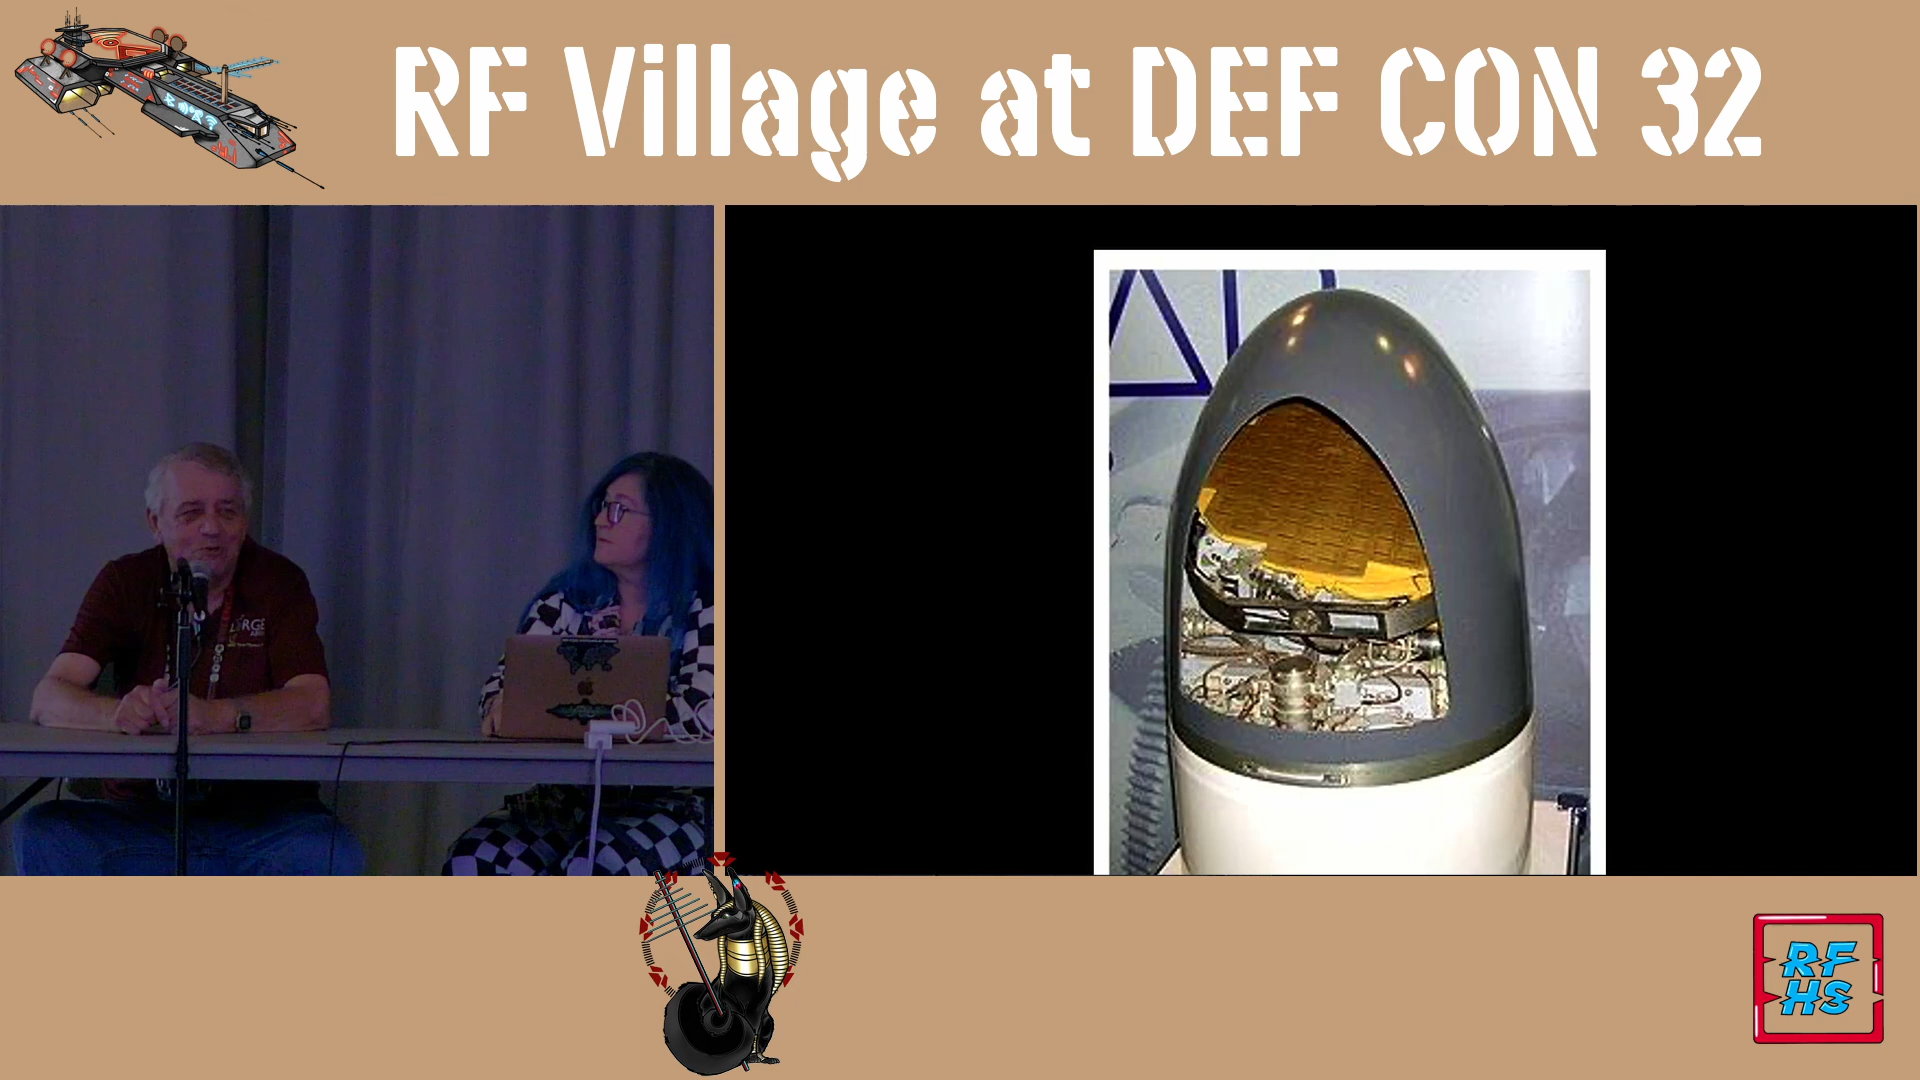 RF Village at DEF CON 32
RF
HS